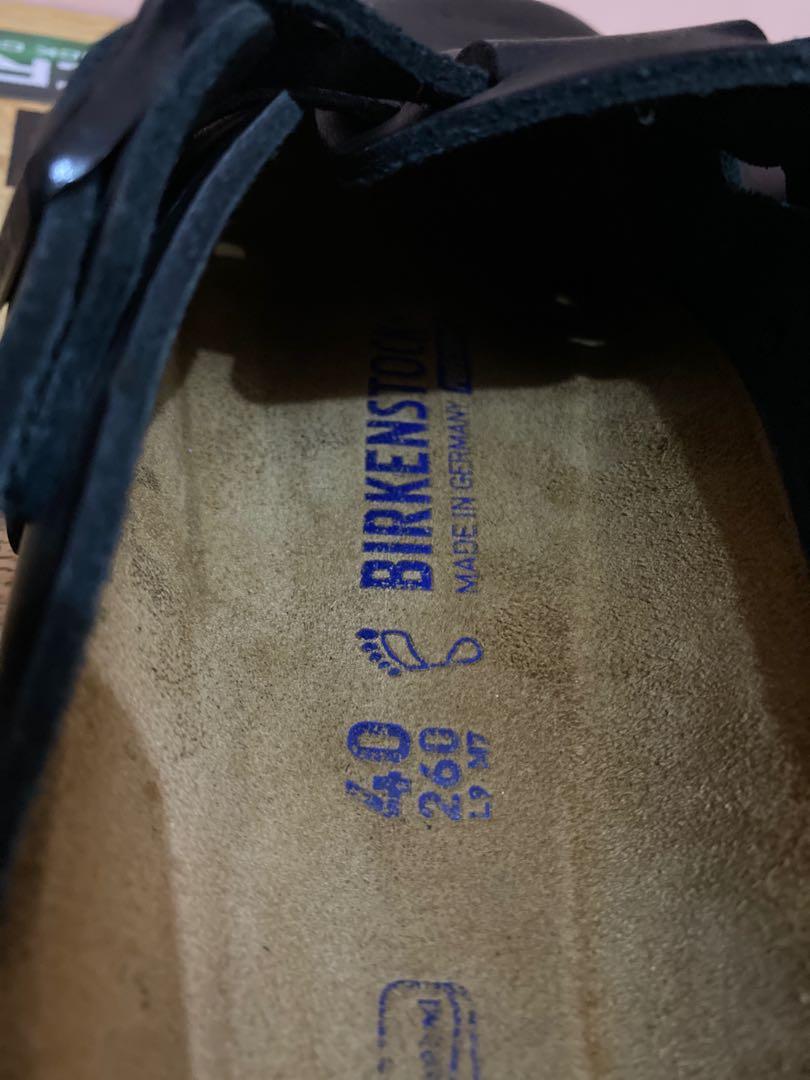 BIRKENSTOCK
MADE IN GERMANY
40
260
L9 M7